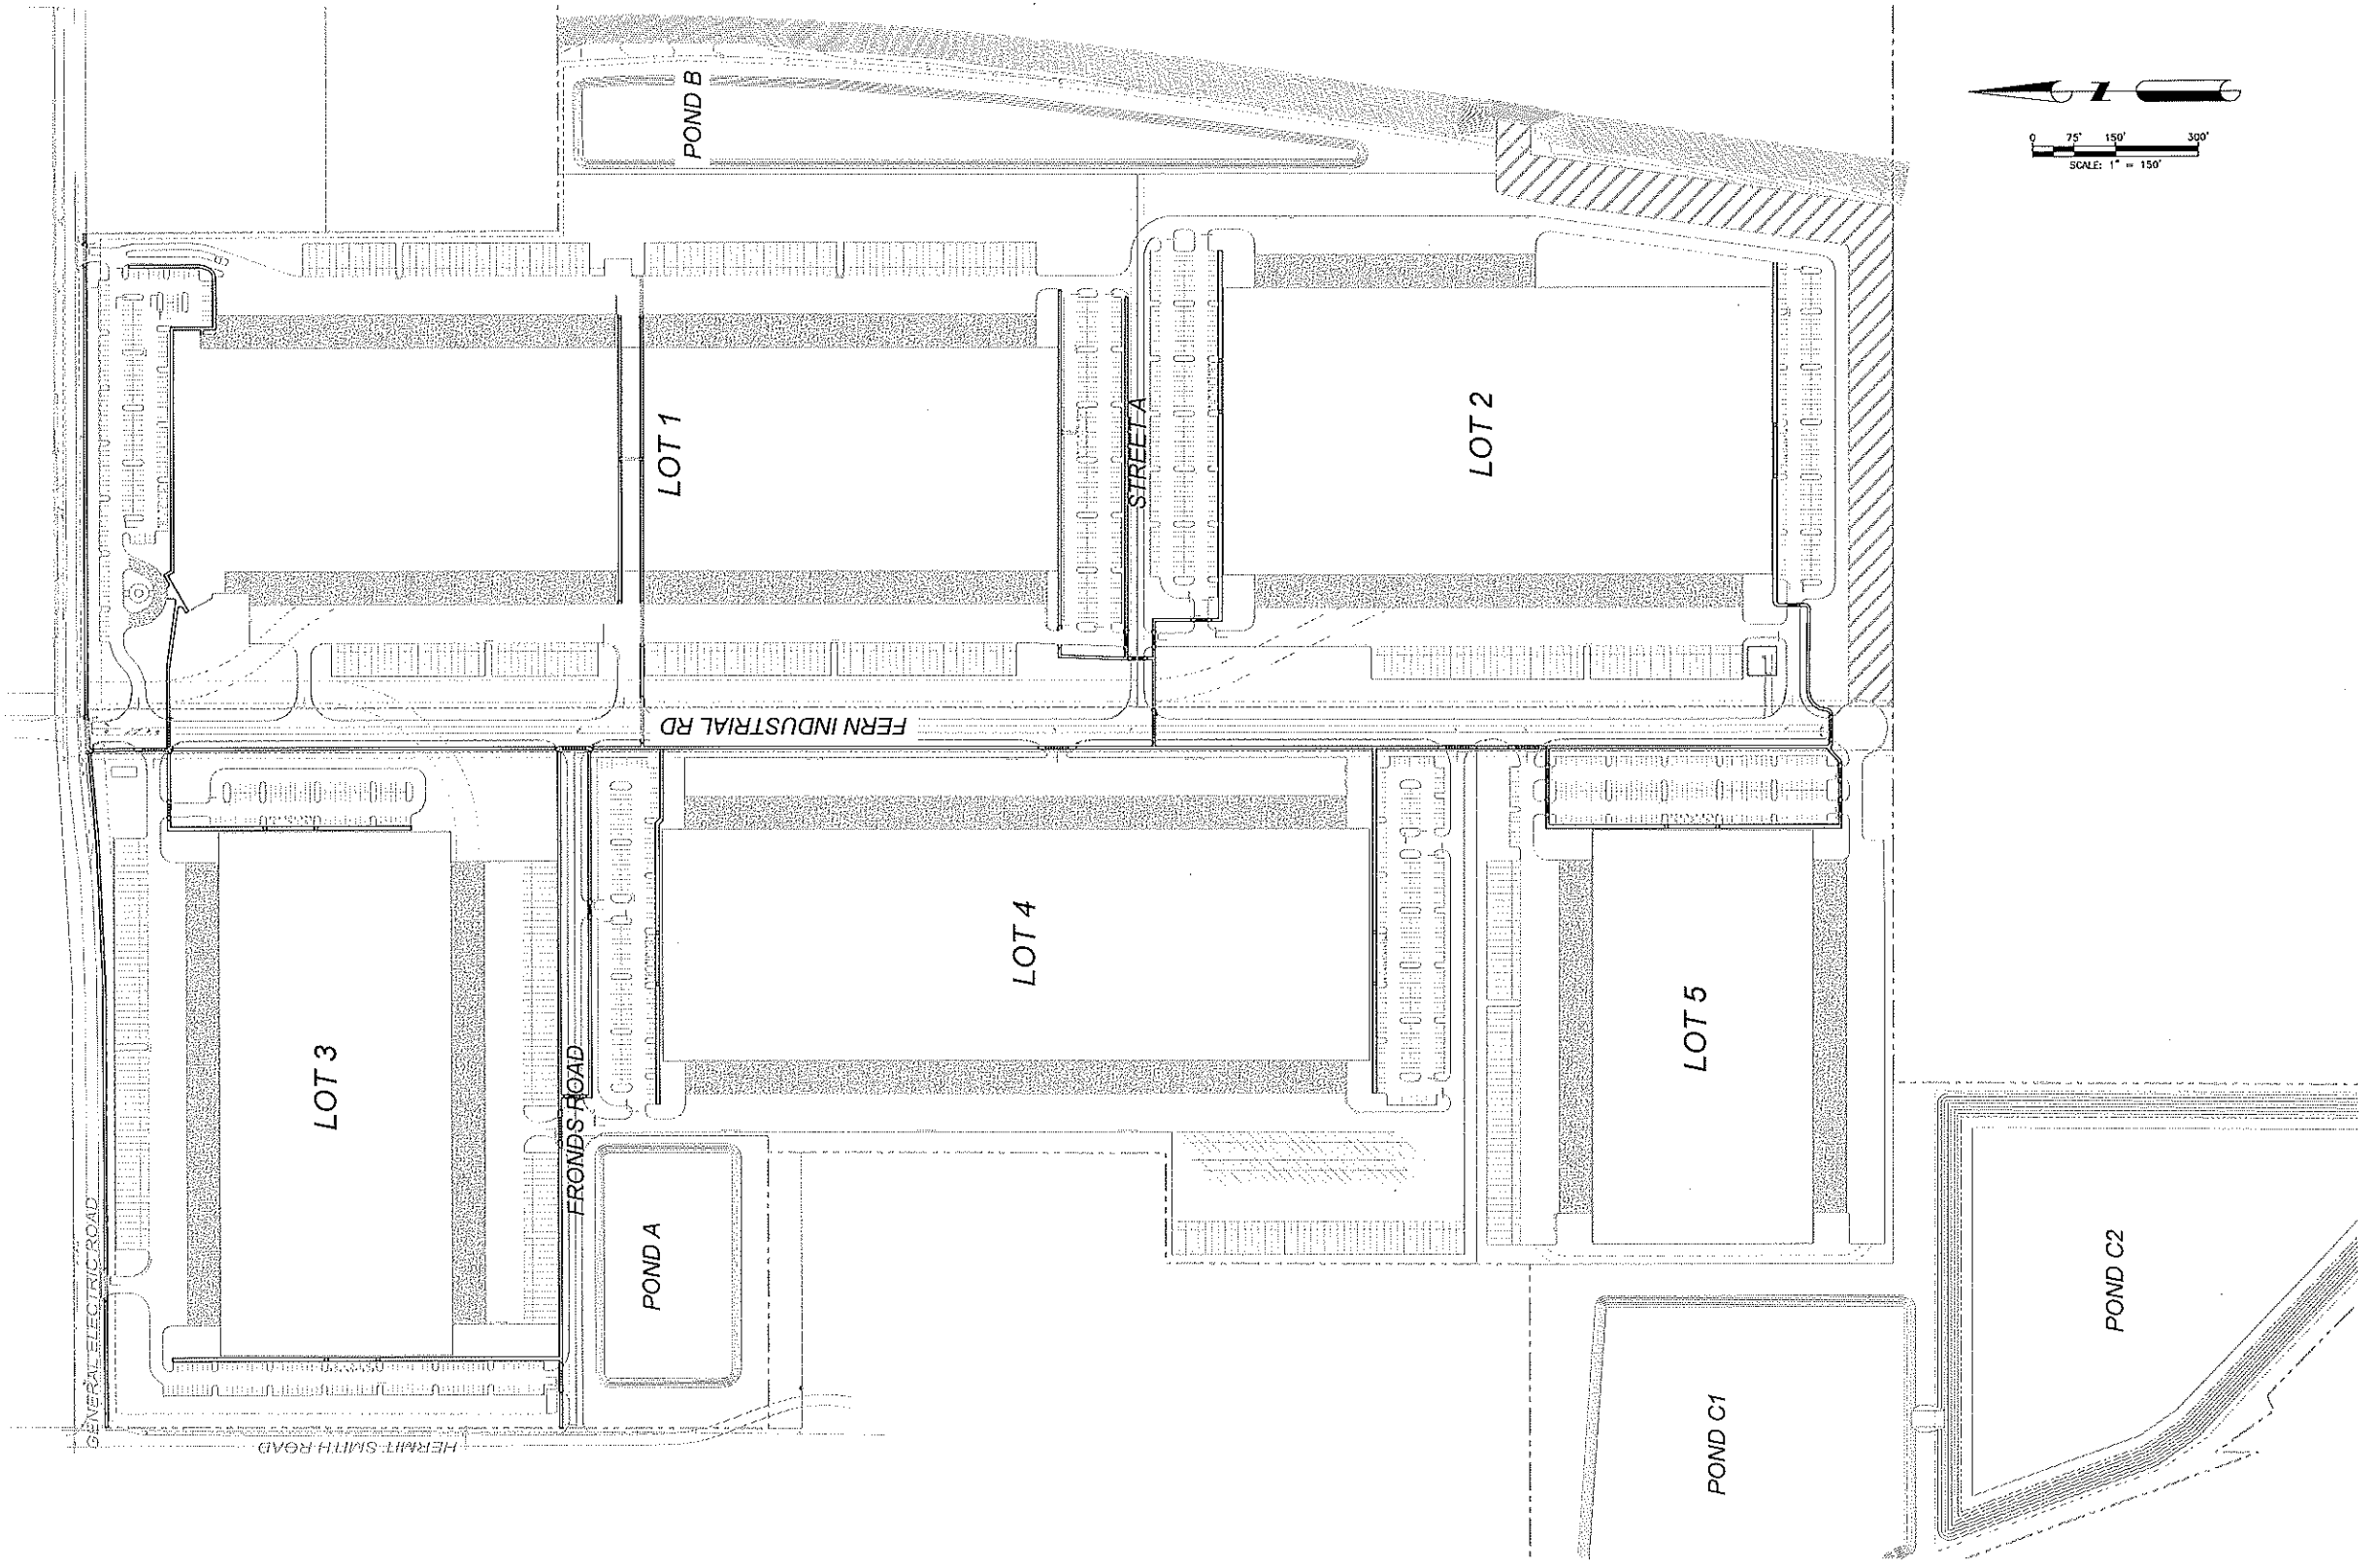 POND B
N
0 75' 150' 300'
SCALE: 1" = 150'
LOT 1
STREET A
LOT 2
FERN INDUSTRIAL RD
LOT 3
LOT 4
LOT 5
FRONDS ROAD
POND A
GENERAL ELECTRIC ROAD
HERMIT SMITH ROAD
POND C1
POND C2